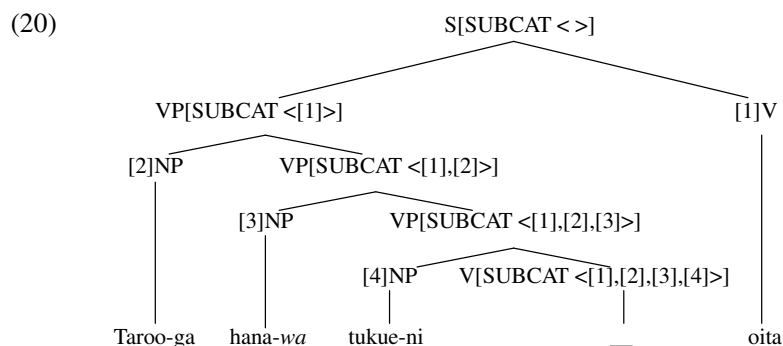 (20) S[SUBCAT < >]
VP[SUBCAT <[1]>] [1]V
[2]NP VP[SUBCAT <[1],[2]>]
[3]NP VP[SUBCAT <[1],[2],[3]>]
[4]NP V[SUBCAT <[1],[2],[3],[4]>]
Taroo-ga hana-wa tukue-ni __ oita